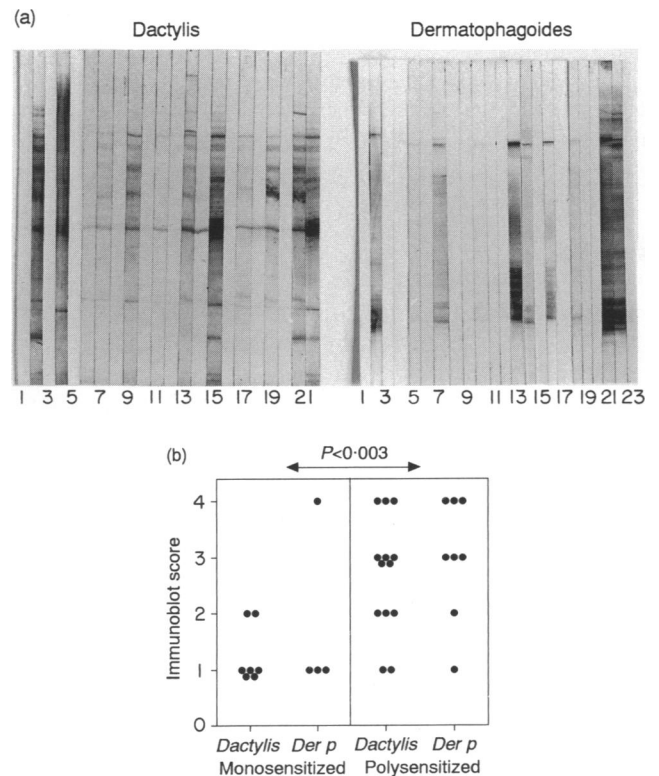 (a)
Dactylis
Dermatophagoides
1 3 5 7 9 11 13 15 17 19 21
1 3 5 7 9 11 13 15 17 19 21 23
(b)
P<0·003
Immunoblot score
4
3
2
1
0
Dactylis Der p Dactylis Der p
Monosensitized Polysensitized